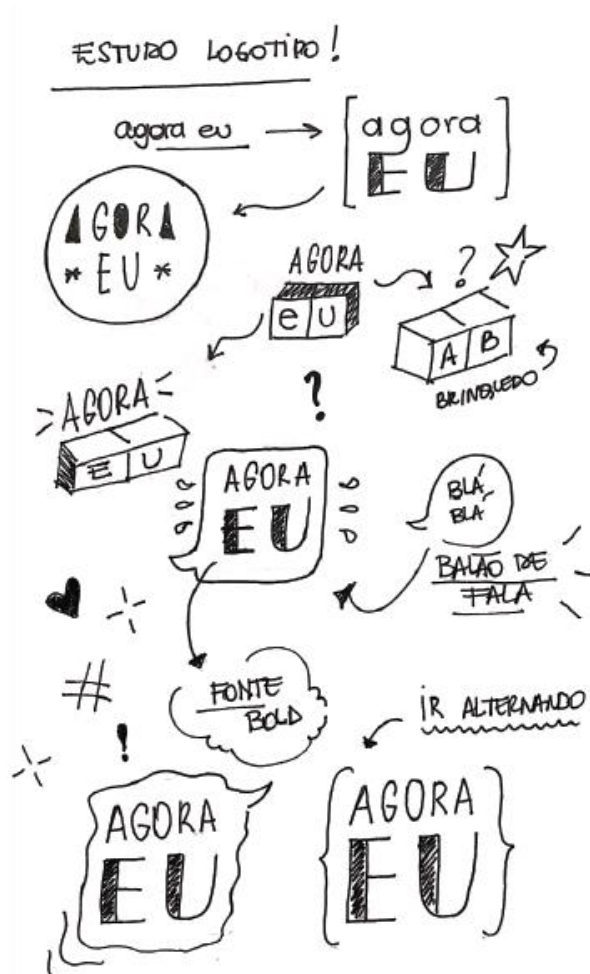 ESTUDO LOGOTIPO!
agora eu
agora
EU
AGORA
* EU *
AGORA
e U
?
A B
BRINQUEDO
AGORA
E U
?
AGORA
EU
BLÁ
BLÁ
BALÃO DE
FALA
#
FONTE
BOLD
!
IR ALTERNANDO
AGORA
EU
AGORA
EU